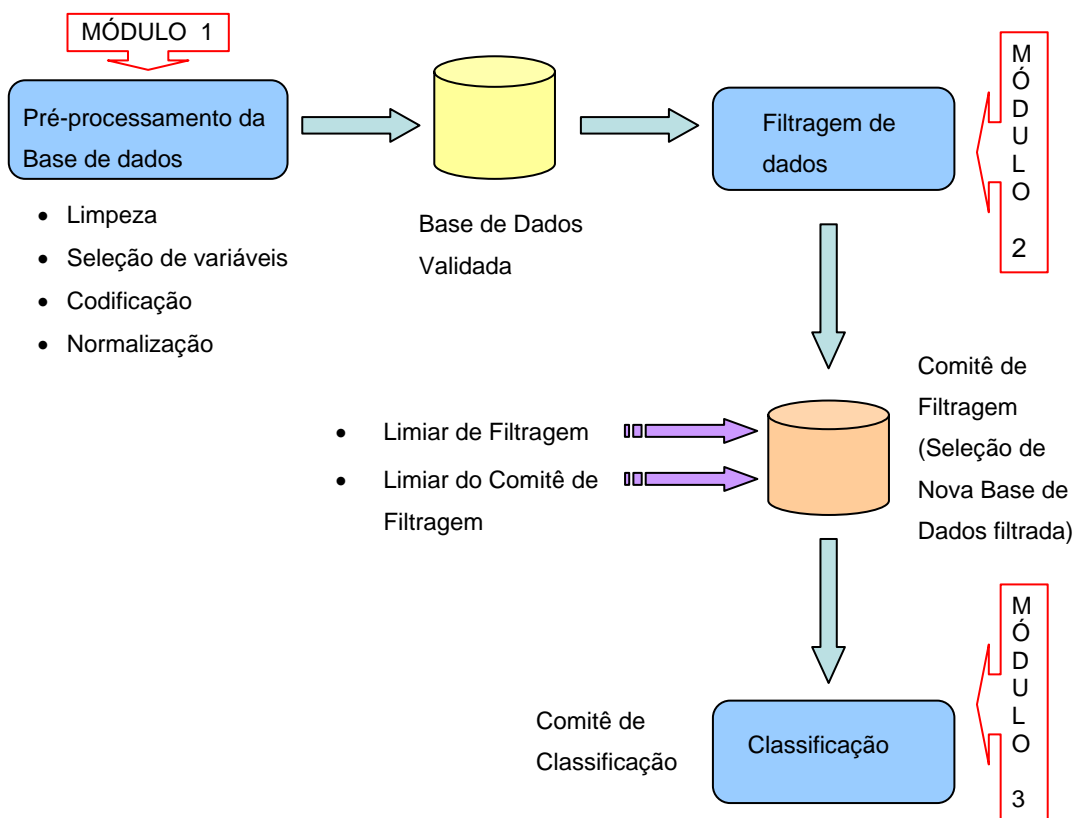 MÓDULO 1
Pré-processamento da
Base de dados
• Limpeza
• Seleção de variáveis
• Codificação
• Normalização
Base de Dados
Validada
Filtragem de
dados
MÓDULO 2
• Limiar de Filtragem
• Limiar do Comitê de
Filtragem
Comitê de
Filtragem
(Seleção de
Nova Base de
Dados filtrada)
Comitê de
Classificação
Classificação
MÓDULO 3